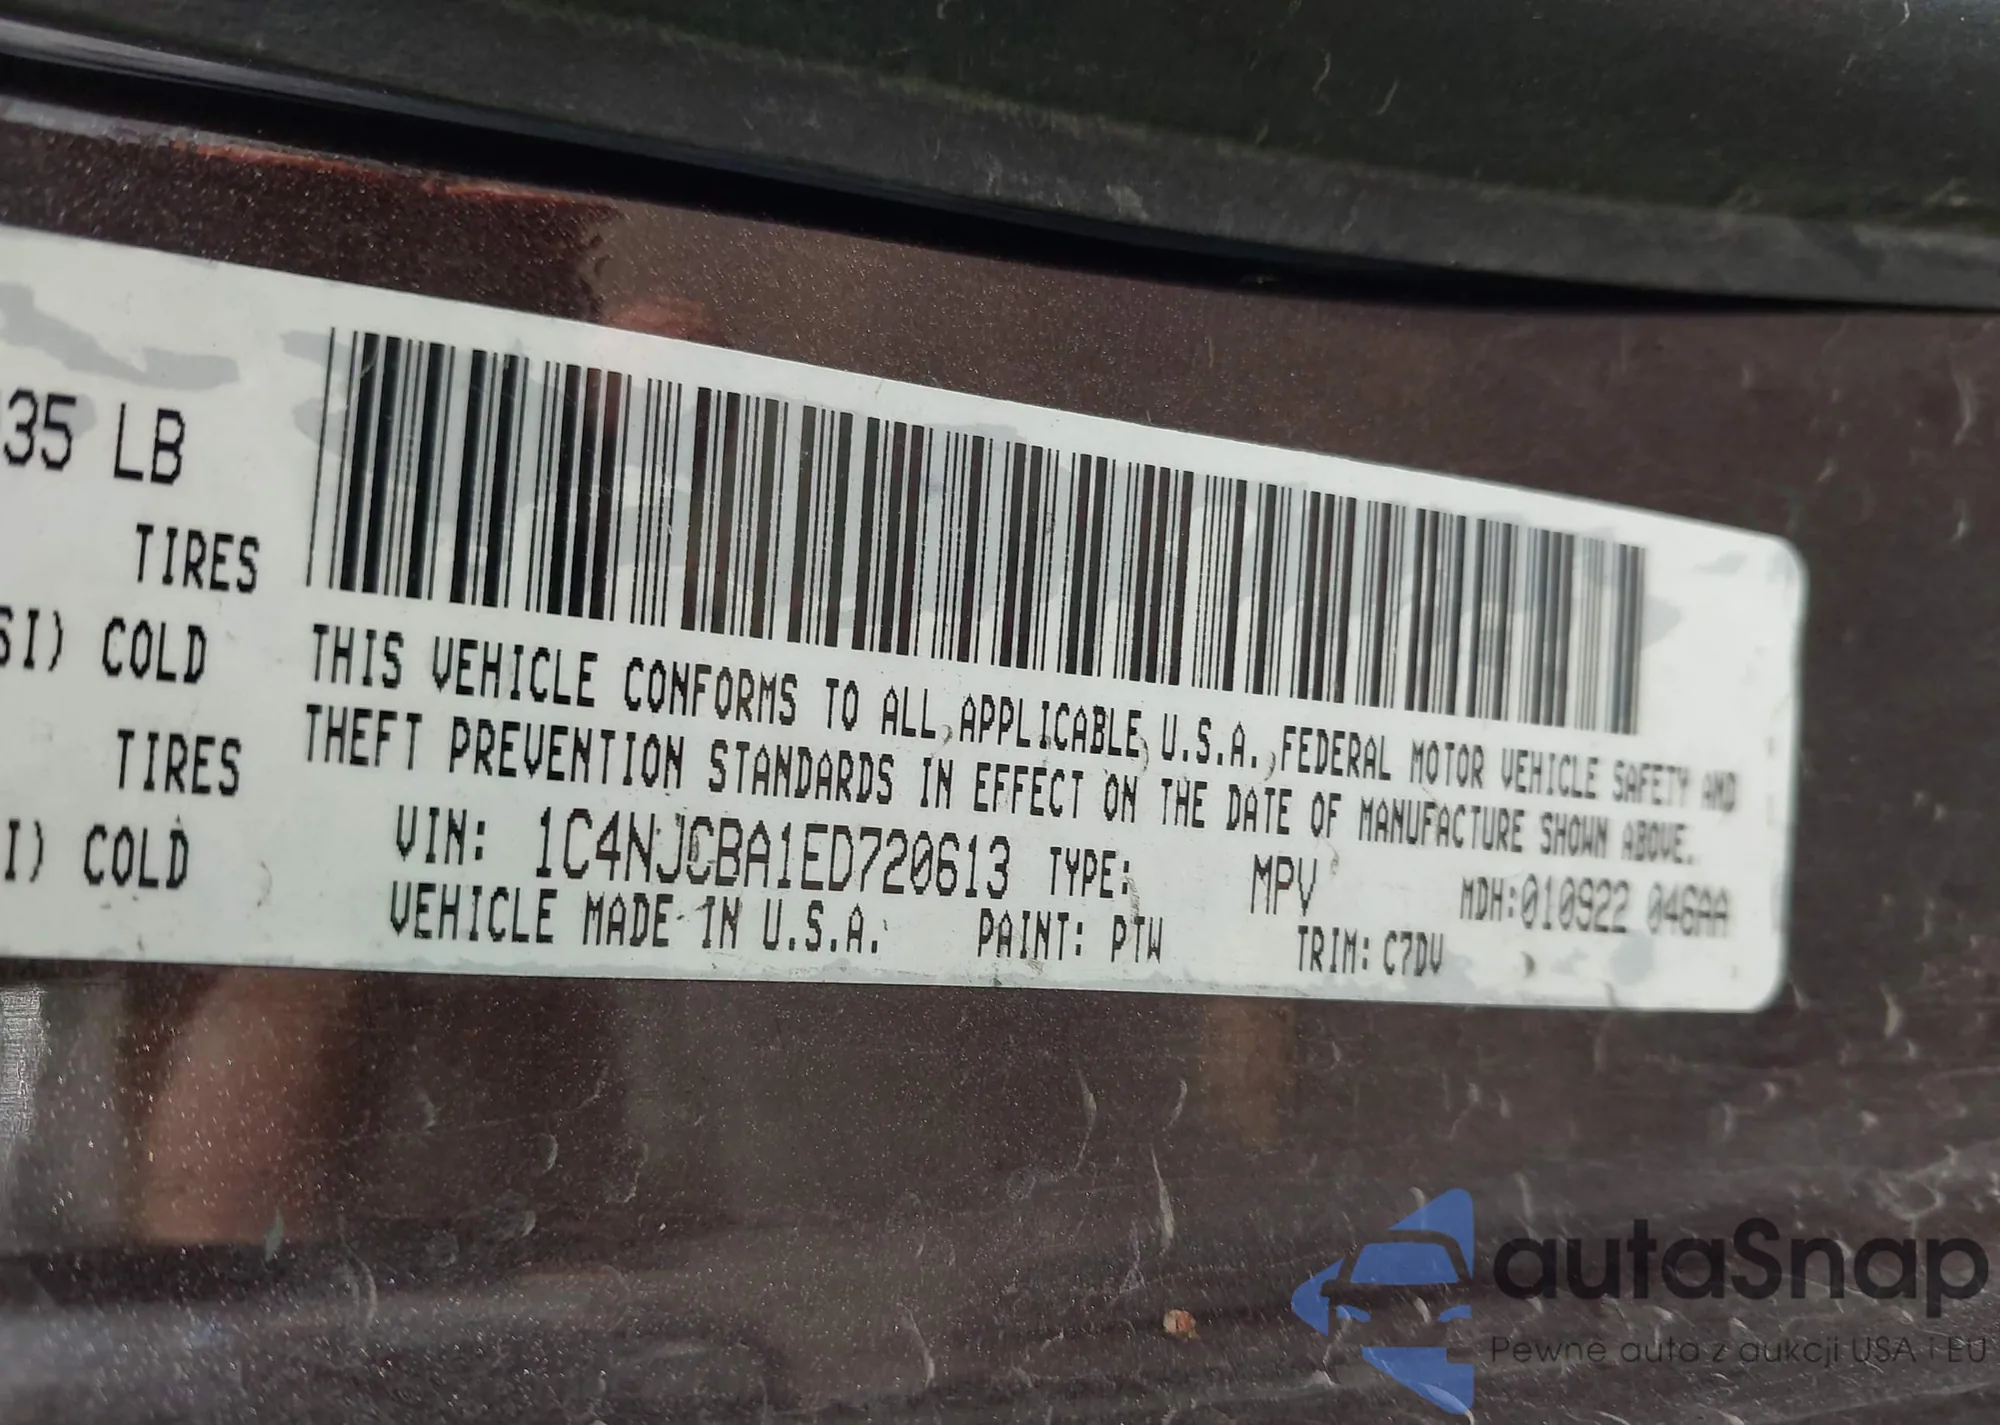 35 LB
TIRES
SI) COLD
TIRES
I) COLD
THIS VEHICLE CONFORMS TO ALL APPLICABLE U.S.A. FEDERAL MOTOR VEHICLE SAFETY AND
THEFT PREVENTION STANDARDS IN EFFECT ON THE DATE OF MANUFACTURE SHOWN ABOVE.
VIN: 1C4NJCBA1ED720613 TYPE: MPV MDH:010922 046AA
VEHICLE MADE IN U.S.A. PAINT: PTW TRIM: C7DV
autaSnap
Pewne auta z aukcji USA i EU